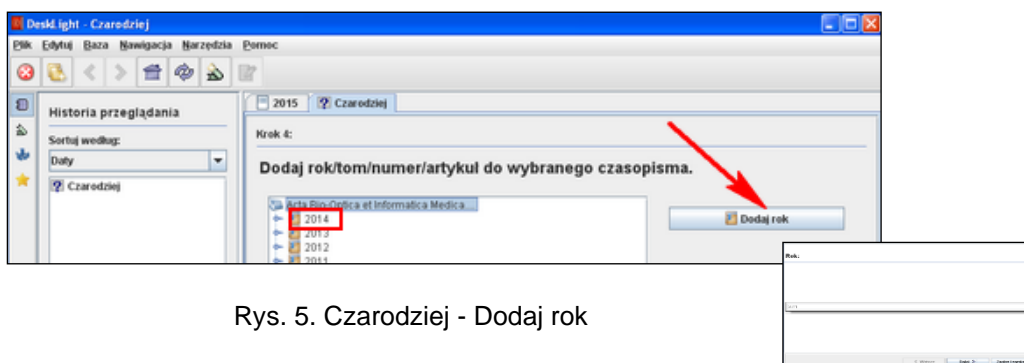 DeskLight - Czarodziej
Plik Edytuj Baza Nawigacja Narzędzia Pomoc
Historia przeglądania
Sortuj według:
Daty
Czarodziej
2015 Czarodziej
Krok 4:
Dodaj rok/tom/numer/artykuł do wybranego czasopisma.
Acta Bio-Optica et Informatica Medica...
2014
2013
2012
2011
Dodaj rok
Rok:
Rys. 5. Czarodziej - Dodaj rok